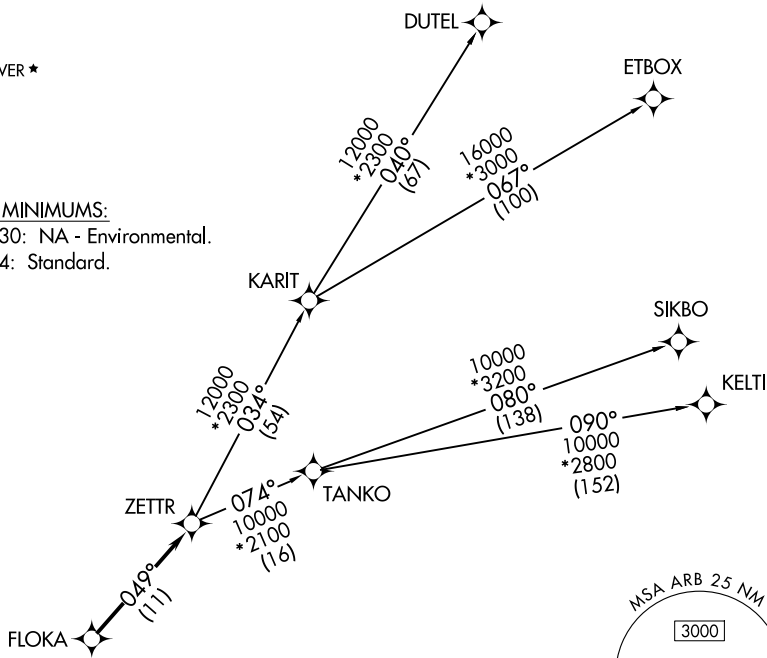 DUTEL
VER ★
ETBOX
12000
*2300
040°
(67)
16000
*3000
067°
(100)
MINIMUMS:
30: NA - Environmental.
4: Standard.
KARIT
SIKBO
12000
*2300
034°
(54)
10000
*3200
080°
(138)
KELTI
090°
10000
*2800
(152)
ZETTR
074°
10000
*2100
(16)
TANKO
049°
(11)
FLOKA
MSA ARB 25 NM
3000